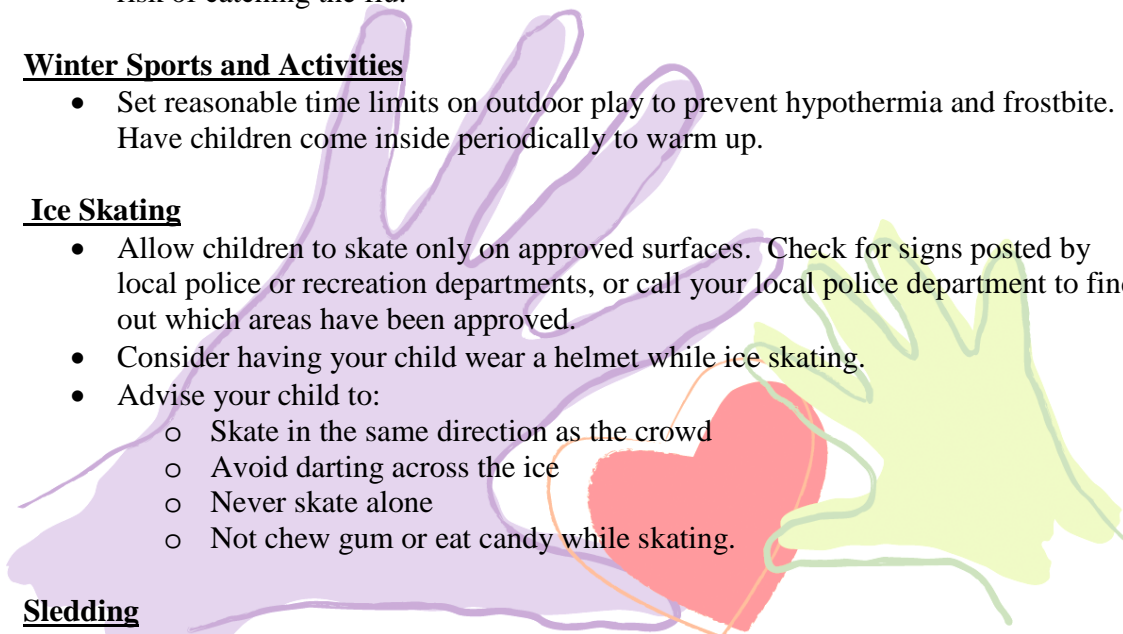 Winter Sports and Activities
• Set reasonable time limits on outdoor play to prevent hypothermia and frostbite.
Have children come inside periodically to warm up.
Ice Skating
• Allow children to skate only on approved surfaces. Check for signs posted by
local police or recreation departments, or call your local police department to
out which areas have been approved.
• Consider having your child wear a helmet while ice skating.
• Advise your child to:
o Skate in the same direction as the crowd
o Avoid darting across the ice
o Never skate alone
o Not chew gum or eat candy while skating.
Sledding